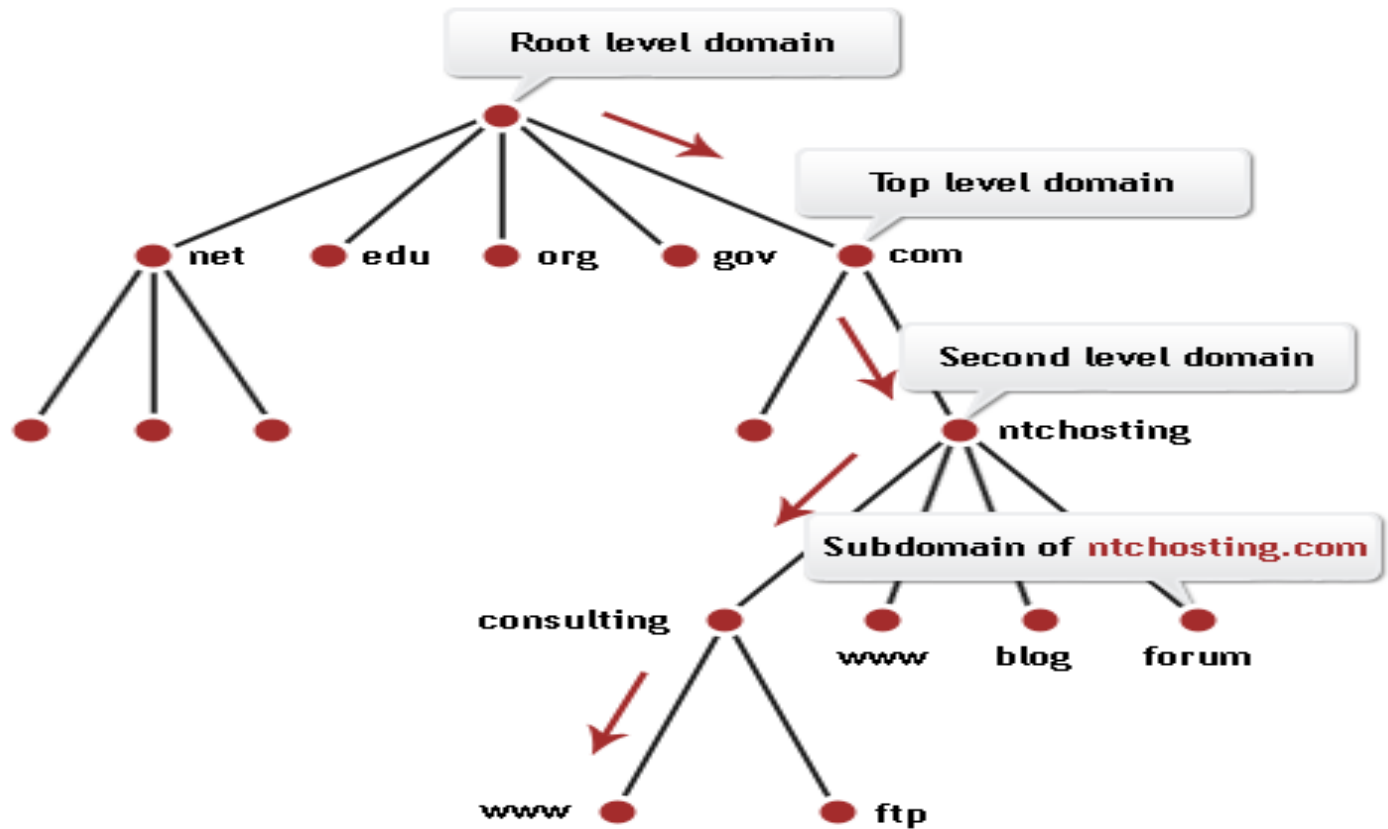 Root level domain
Top level domain
net
edu
org
gov
com
Second level domain
ntchosting
Subdomain of ntchosting.com
consulting
www
blog
forum
www
ftp